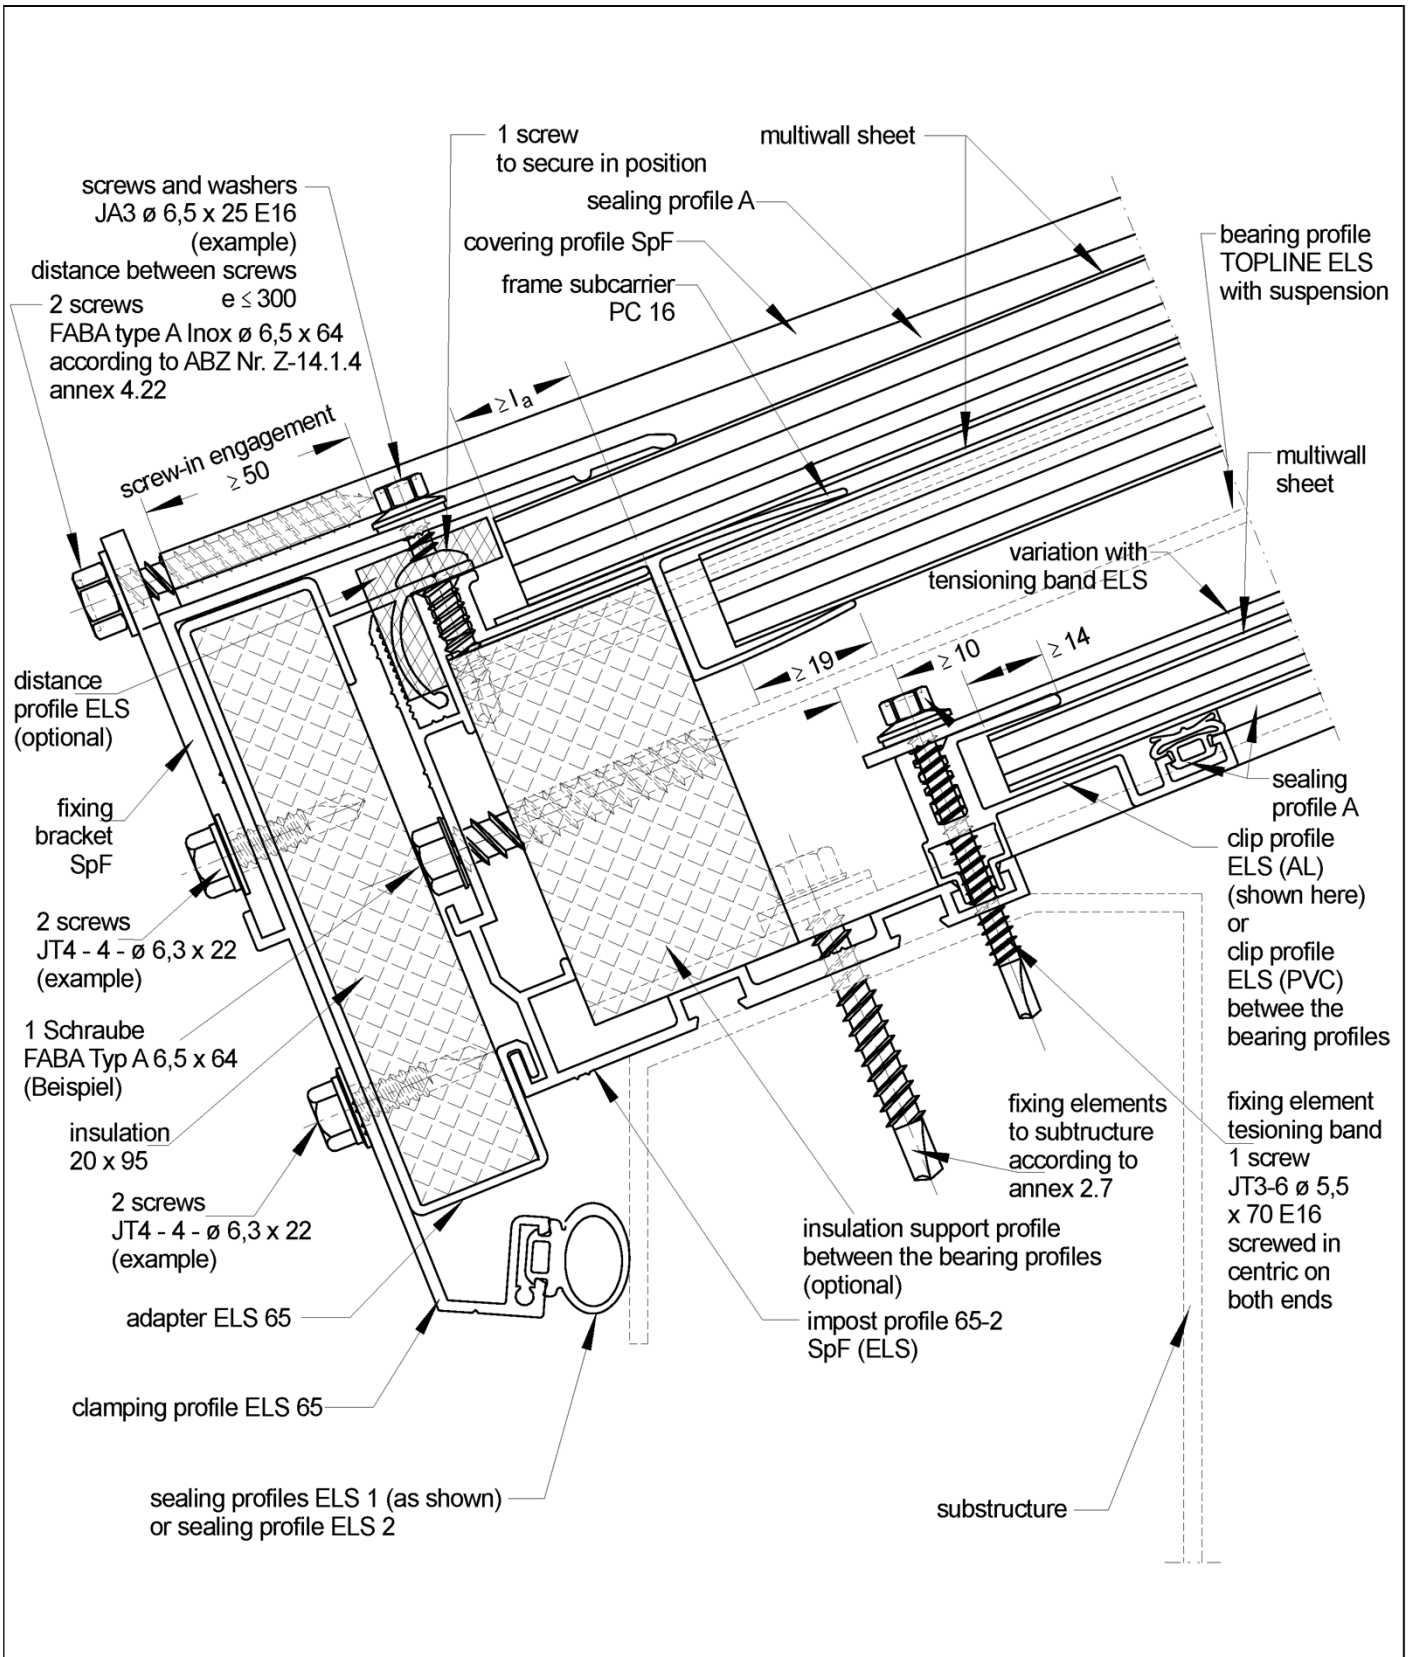 1 screw
to secure in position
multiwall sheet
screws and washers
JA3 ø 6,5 x 25 E16
(example)
distance between screws
e ≤ 300
sealing profile A
covering profile SpF
frame subcarrier
PC 16
bearing profile
TOPLINE ELS
with suspension
2 screws
FABA type A Inox ø 6,5 x 64
according to ABZ Nr. Z-14.1.4
annex 4.22
≥ la
screw-in engagement
≥ 50
multiwall
sheet
variation with
tensioning band ELS
≥ 19
≥ 10
≥ 14
distance
profile ELS
(optional)
sealing
profile A
fixing
bracket
SpF
clip profile
ELS (AL)
(shown here)
or
clip profile
ELS (PVC)
betwee the
bearing profiles
2 screws
JT4 - 4 - ø 6,3 x 22
(example)
1 Schraube
FABA Typ A 6,5 x 64
(Beispiel)
insulation
20 x 95
fixing elements
to subtructure
according to
annex 2.7
fixing element
tesioning band
1 screw
JT3-6 ø 5,5
x 70 E16
screwed in
centric on
both ends
2 screws
JT4 - 4 - ø 6,3 x 22
(example)
insulation support profile
between the bearing profiles
(optional)
adapter ELS 65
impost profile 65-2
SpF (ELS)
clamping profile ELS 65
sealing profiles ELS 1 (as shown)
or sealing profile ELS 2
substructure